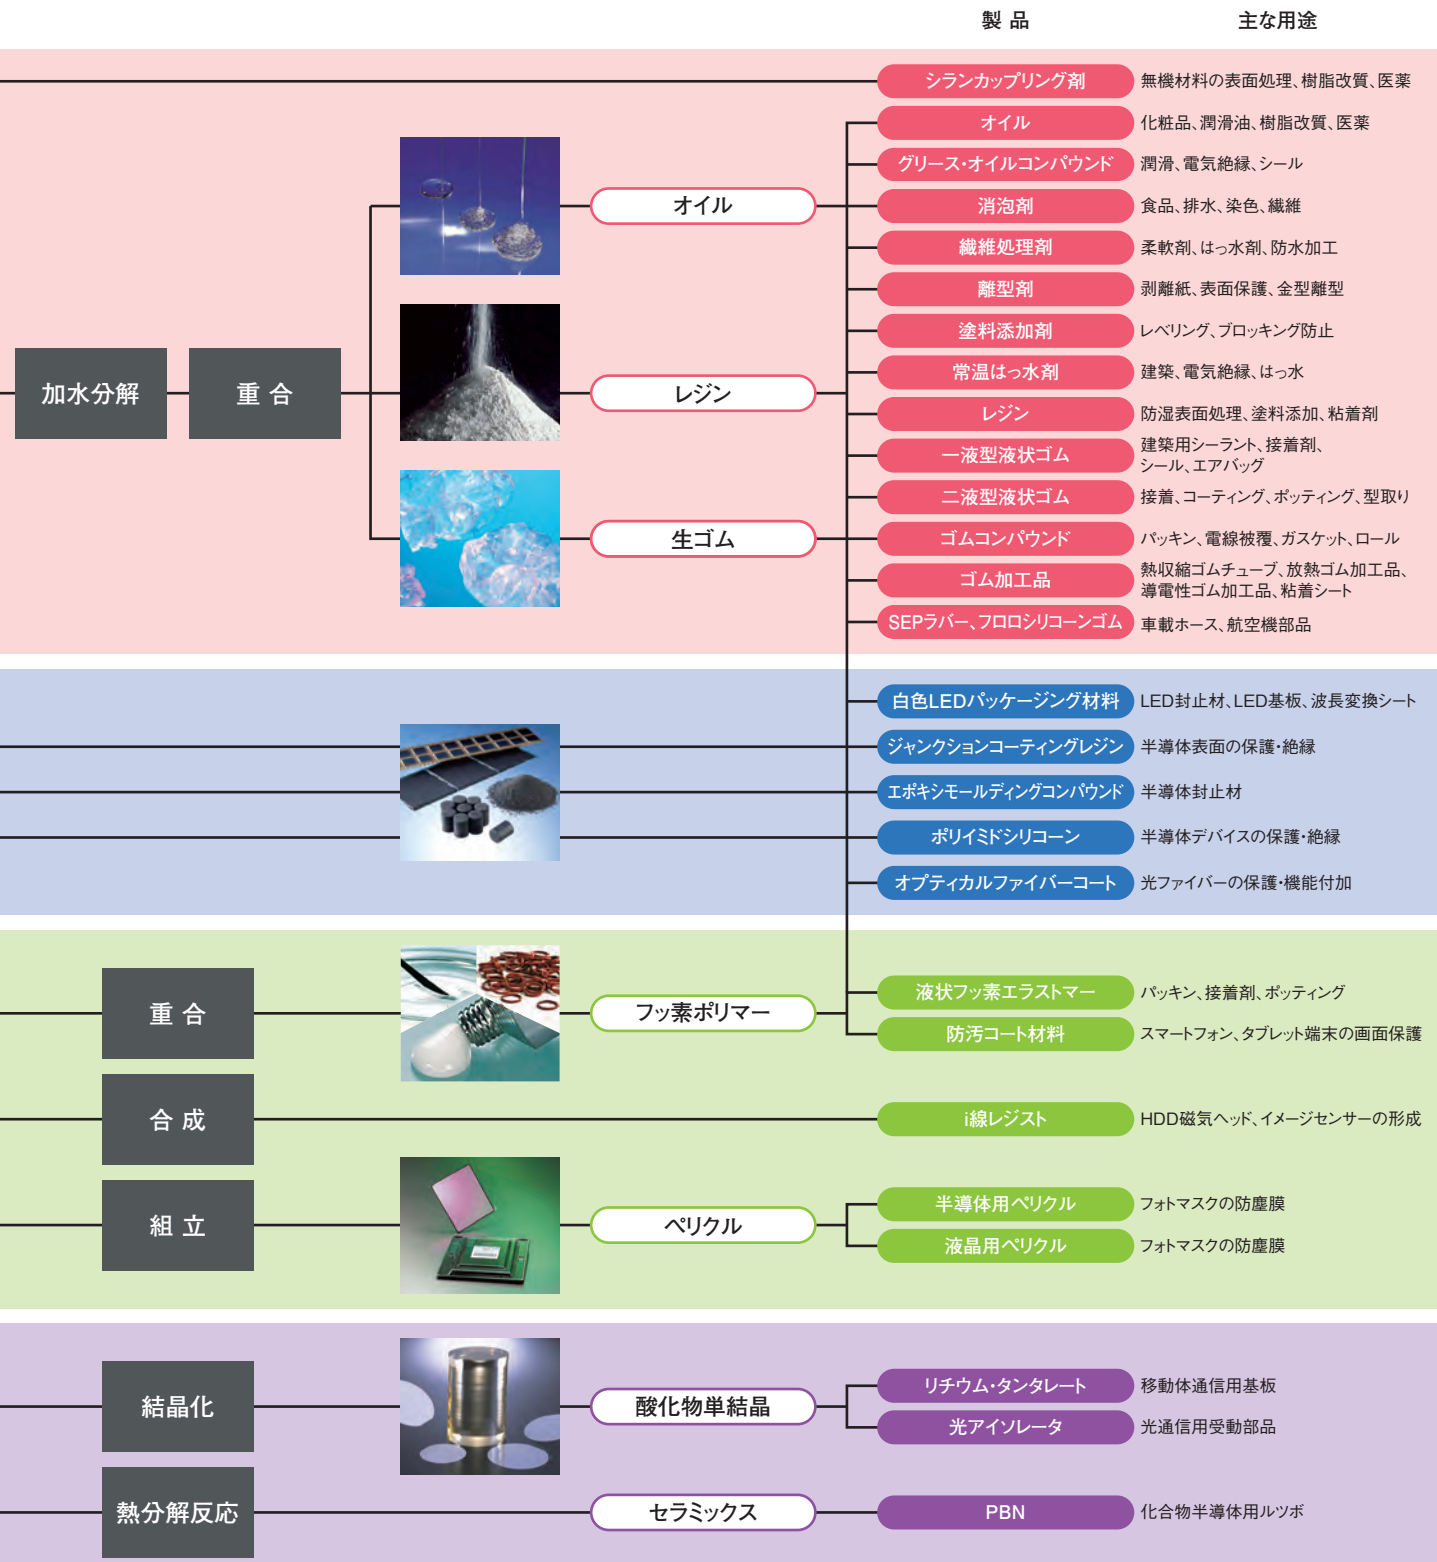 製 品
主な用途
シランカップリング剤
無機材料の表面処理、樹脂改質、医薬
オイル
化粧品、潤滑油、樹脂改質、医薬
グリース・オイルコンパウンド
潤滑、電気絶縁、シール
オイル
消泡剤
食品、排水、染色、繊維
繊維処理剤
柔軟剤、はっ水剤、防水加工
離型剤
剥離紙、表面保護、金型離型
塗料添加剤
レベリング、ブロッキング防止
常温はっ水剤
建築、電気絶縁、はっ水
加水分解
重 合
レジン
レジン
防湿表面処理、塗料添加、粘着剤
一液型液状ゴム
建築用シーラント、接着剤、
シール、エアバッグ
二液型液状ゴム
接着、コーティング、ポッティング、型取り
生ゴム
ゴムコンパウンド
パッキン、電線被覆、ガスケット、ロール
ゴム加工品
熱収縮ゴムチューブ、放熱ゴム加工品、
導電性ゴム加工品、粘着シート
SEPラバー、フロロシリコーンゴム
車載ホース、航空機部品
白色LEDパッケージング材料
LED封止材、LED基板、波長変換シート
ジャンクションコーティングレジン
半導体表面の保護・絶縁
エポキシモールディングコンパウンド
半導体封止材
ポリイミドシリコーン
半導体デバイスの保護・絶縁
オプティカルファイバーコート
光ファイバーの保護・機能付加
重 合
フッ素ポリマー
液状フッ素エラストマー
パッキン、接着剤、ポッティング
防汚コート材料
スマートフォン、タブレット端末の画面保護
合 成
i線レジスト
HDD磁気ヘッド、イメージセンサーの形成
組 立
ペリクル
半導体用ペリクル
フォトマスクの防塵膜
液晶用ペリクル
フォトマスクの防塵膜
結晶化
酸化物単結晶
リチウム・タンタレート
移動体通信用基板
光アイソレータ
光通信用受動部品
熱分解反応
セラミックス
PBN
化合物半導体用ルツボ